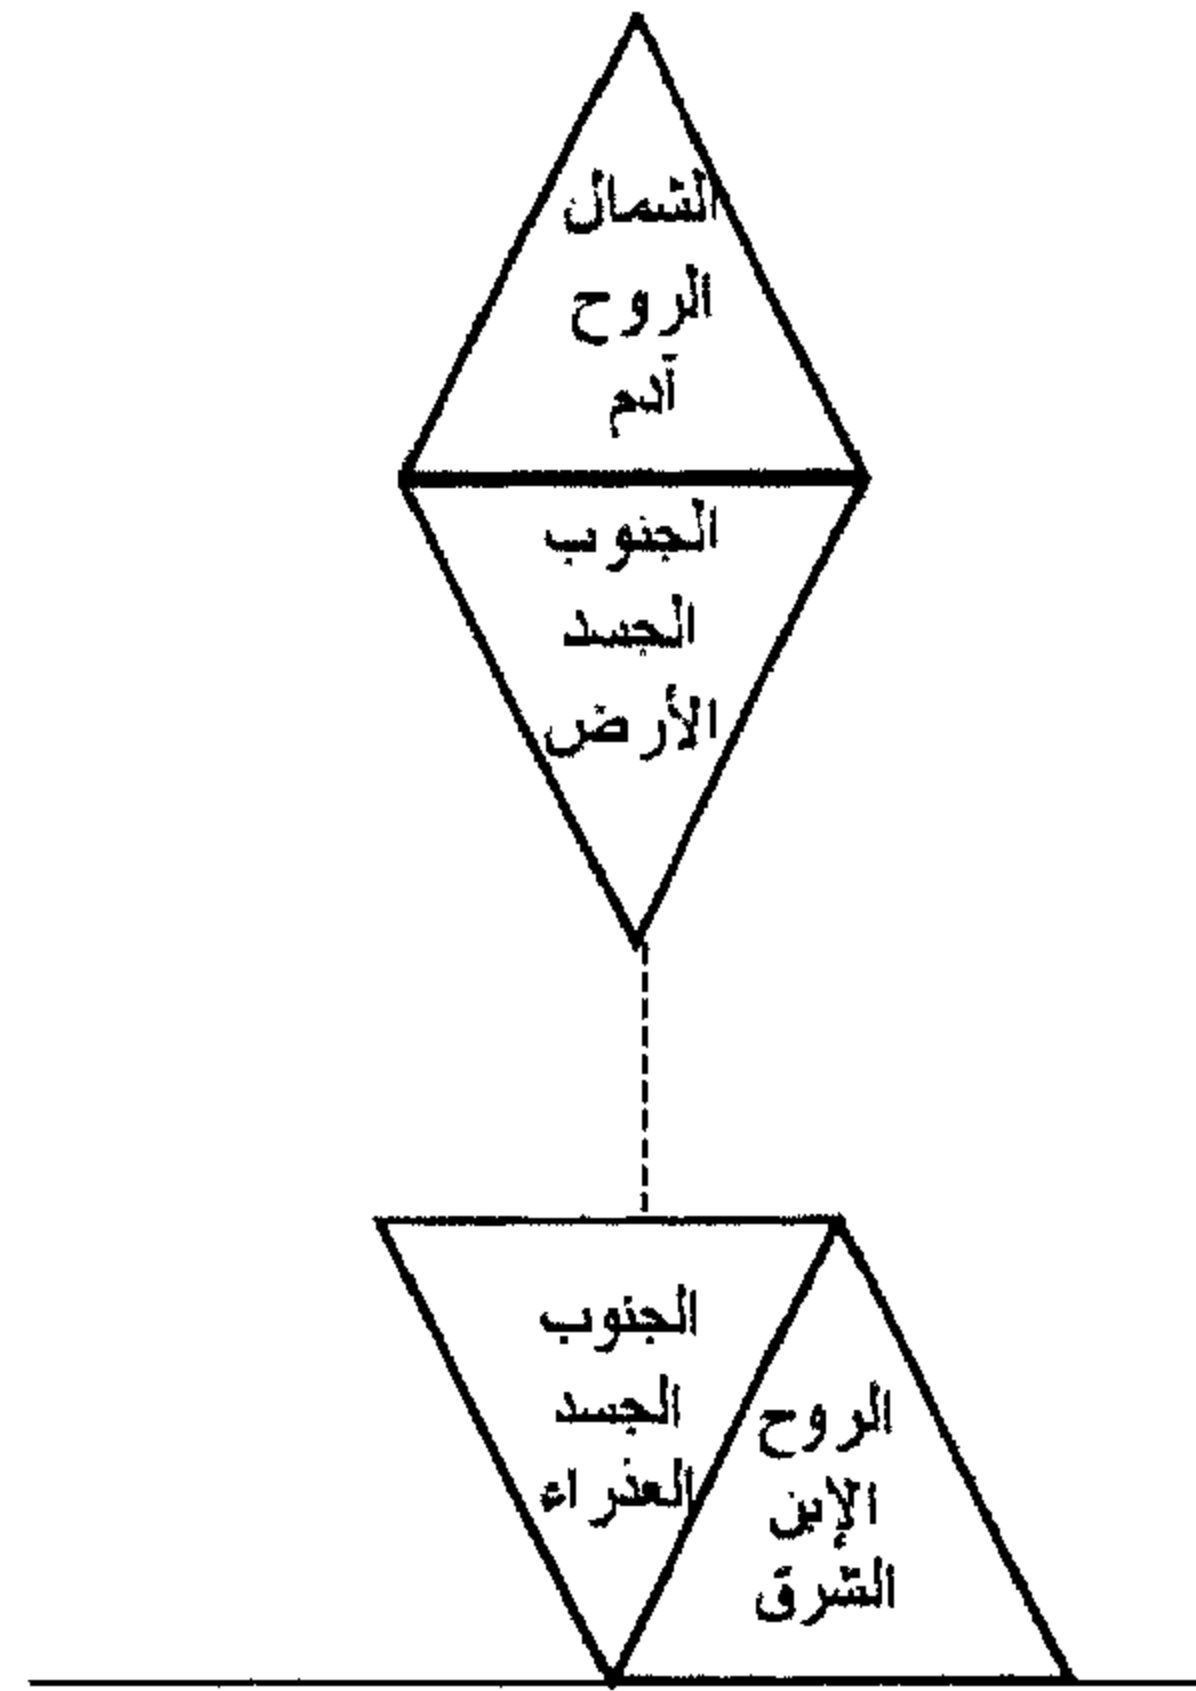 الشمال
الروح
آدم
الجنوب
الجسد
الأرض
الجنوب
الجسد
العذراء
الروح
الإبن
الشرق